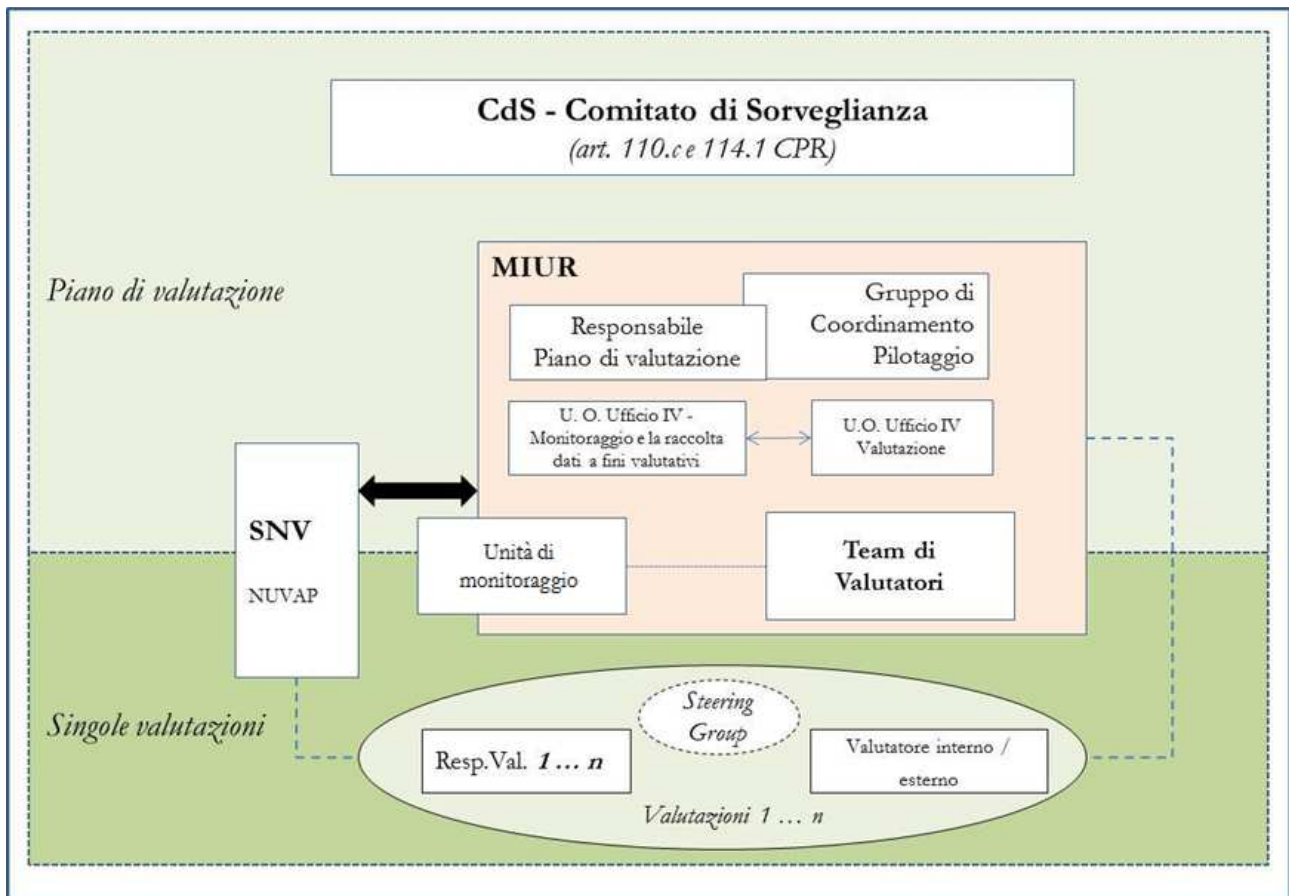 CdS - Comitato di Sorveglianza
(art. 110.c e 114.1 CPR)
Piano di valutazione
MIUR
Responsabile
Piano di valutazione
Gruppo di
Coordinamento
Pilotaggio
U. O. Ufficio IV -
Monitoraggio e la raccolta
dati a fini valutativi
U.O. Ufficio IV
Valutazione
SNV
NUVAP
Unità di
monitoraggio
Team di
Valutatori
Singole valutazioni
Steering
Group
Resp.Val. 1 ... n
Valutatore interno /
esterno
Valutazioni 1 ... n